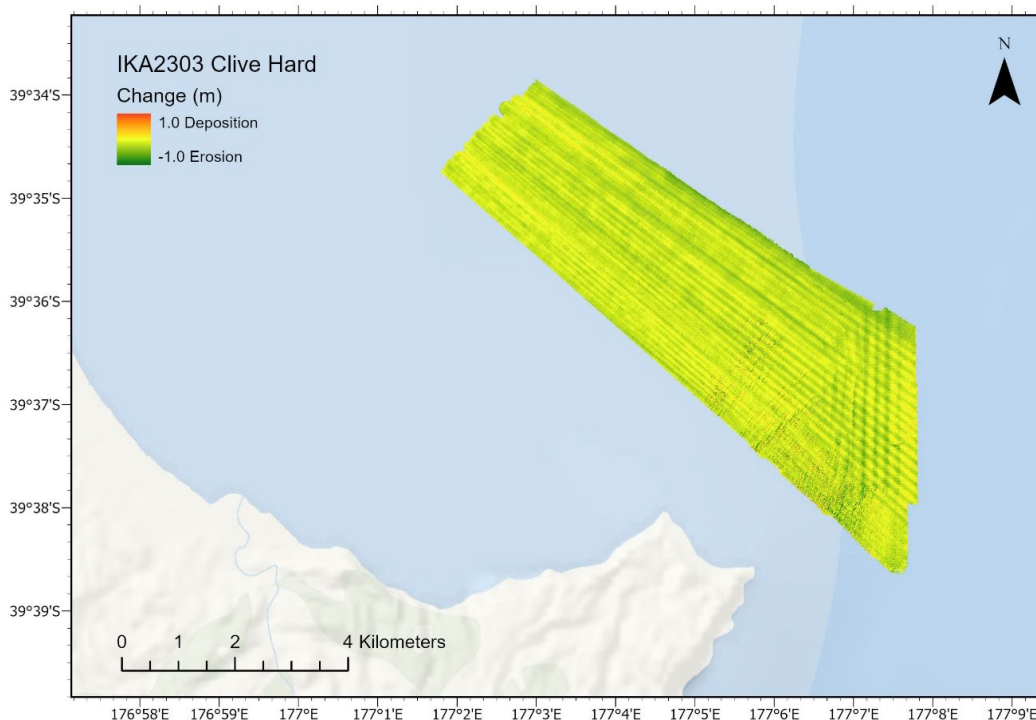 IKA2303 Clive Hard
Change (m)
1.0 Deposition
-1.0 Erosion
N
39°34'S
39°35'S
39°36'S
39°37'S
39°38'S
39°39'S
0 1 2 4 Kilometers
176°58'E 176°59'E 177°E 177°1'E 177°2'E 177°3'E 177°4'E 177°5'E 177°6'E 177°7'E 177°8'E 177°9'E